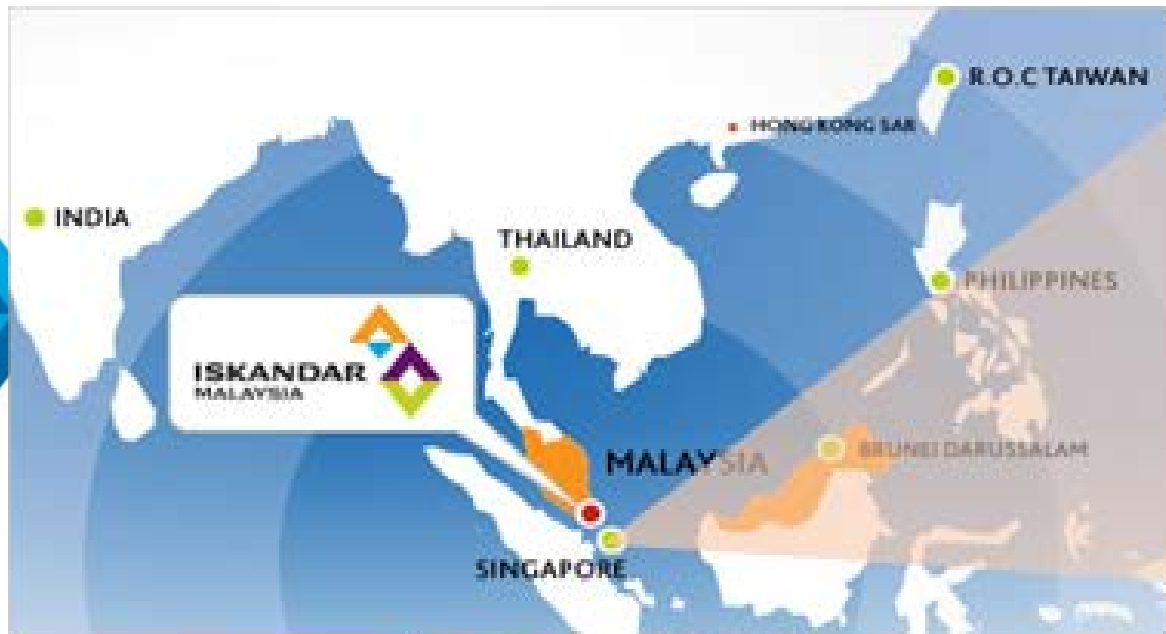 R.O.C TAIWAN
HONG KONG SAR
INDIA
THAILAND
PHILIPPINES
ISKANDAR
MALAYSIA
BRUNEI DARUSSALAM
MALAYSIA
SINGAPORE